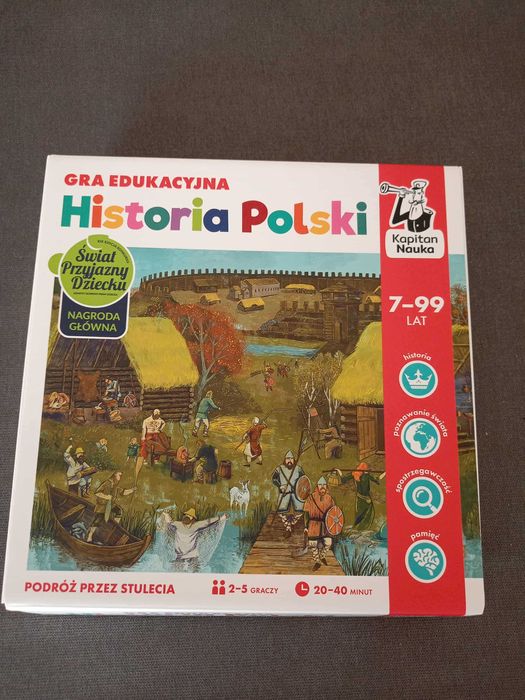 GRA EDUKACYJNA
Historia Polski
Kapitan
Nauka
Świat
Przyjazny
Dziecku
NAGRODA
GŁÓWNA
7–99
LAT
historia
poznawanie świata
spostrzegawczość
pamięć
PODRÓŻ PRZEZ STULECIA
2–5 GRACZY
20–40 MINUT